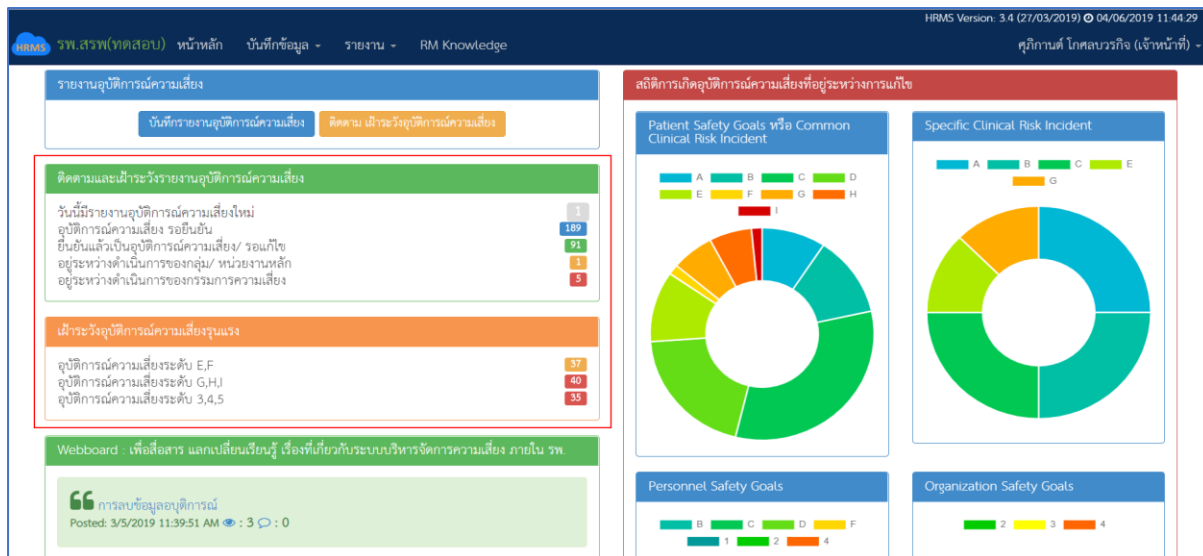 HRMS Version: 3.4 (27/03/2019) 04/06/2019 11:44:29
HRMS รพ.สรพ(ทดสอบ) หน้าหลัก บันทึกข้อมูล รายงาน RM Knowledge ศุภิกานต์ โกศลบวรกิจ (เจ้าหน้าที่)
รายงานอุบัติการณ์ความเสี่ยง
บันทึกรายงานอุบัติการณ์ความเสี่ยง ติดตาม เฝ้าระวังอุบัติการณ์ความเสี่ยง
ติดตามและเฝ้าระวังรายงานอุบัติการณ์ความเสี่ยง
วันนี้มีรายงานอุบัติการณ์ความเสี่ยงใหม่ 1
อุบัติการณ์ความเสี่ยง รอยืนยัน 189
ยืนยันแล้วเป็นอุบัติการณ์ความเสี่ยง/ รอแก้ไข 91
อยู่ระหว่างดำเนินการของกลุ่ม/ หน่วยงานหลัก 1
อยู่ระหว่างดำเนินการของกรรมการความเสี่ยง 5
เฝ้าระวังอุบัติการณ์ความเสี่ยงรุนแรง
อุบัติการณ์ความเสี่ยงระดับ E,F 37
อุบัติการณ์ความเสี่ยงระดับ G,H,I 40
อุบัติการณ์ความเสี่ยงระดับ 3,4,5 35
Webboard : เพื่อสื่อสาร แลกเปลี่ยนเรียนรู้ เรื่องที่เกี่ยวกับระบบบริหารจัดการความเสี่ยง ภายใน รพ.
การลบข้อมูลอบุติการณ์
Posted: 3/5/2019 11:39:51 AM : 3 : 0
สถิติการเกิดอุบัติการณ์ความเสี่ยงที่อยู่ระหว่างการแก้ไข
Patient Safety Goals หรือ Common
Clinical Risk Incident
A B C D
E F G H
I
Specific Clinical Risk Incident
A B C E
G
Personnel Safety Goals
B C D F
1 2 4
Organization Safety Goals
2 3 4